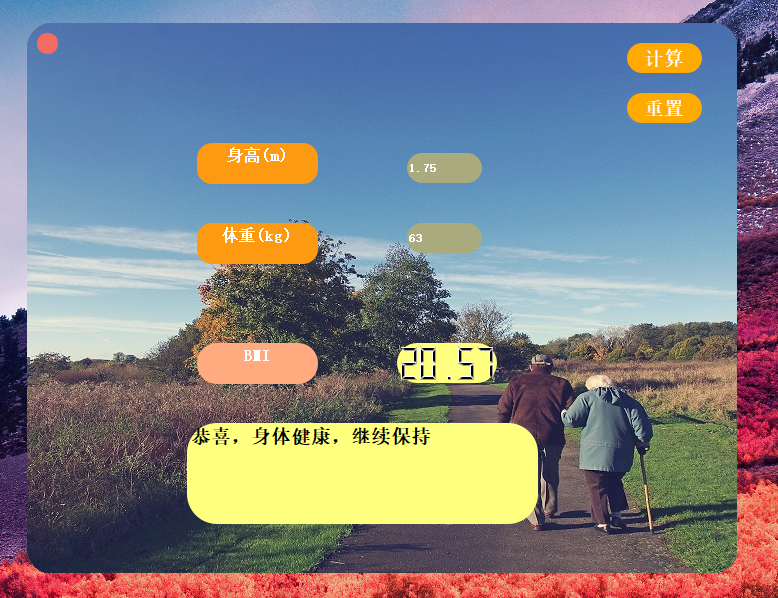 计算
重置
身高(m)
1.75
体重(kg)
63
BMI
20.57
恭喜，身体健康，继续保持